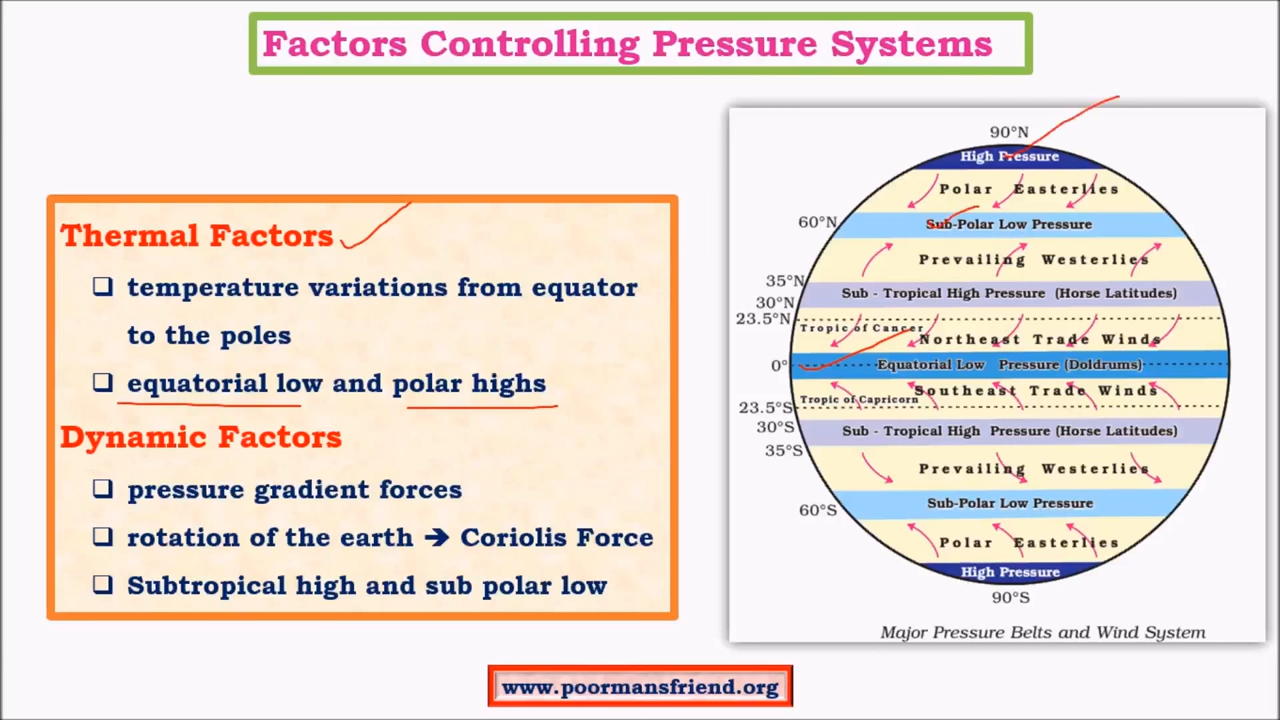 Factors Controlling Pressure Systems
Thermal Factors
❑ temperature variations from equator
to the poles
❑ equatorial low and polar highs
Dynamic Factors
❑ pressure gradient forces
❑ rotation of the earth ➔ Coriolis Force
❑ Subtropical high and sub polar low
90°N
High Pressure
Polar Easterlies
60°N
Sub-Polar Low Pressure
Prevailing Westerlies
35°N
Sub - Tropical High Pressure (Horse Latitudes)
30°N
23.5°N
Tropic of Cancer
Northeast Trade Winds
0°
Equatorial Low Pressure (Doldrums)
Southeast Trade Winds
Tropic of Capricorn
23.5°S
30°S
Sub - Tropical High Pressure (Horse Latitudes)
35°S
Prevailing Westerlies
60°S
Sub-Polar Low Pressure
Polar Easterlies
High Pressure
90°S
Major Pressure Belts and Wind System
www.poormansfriend.org